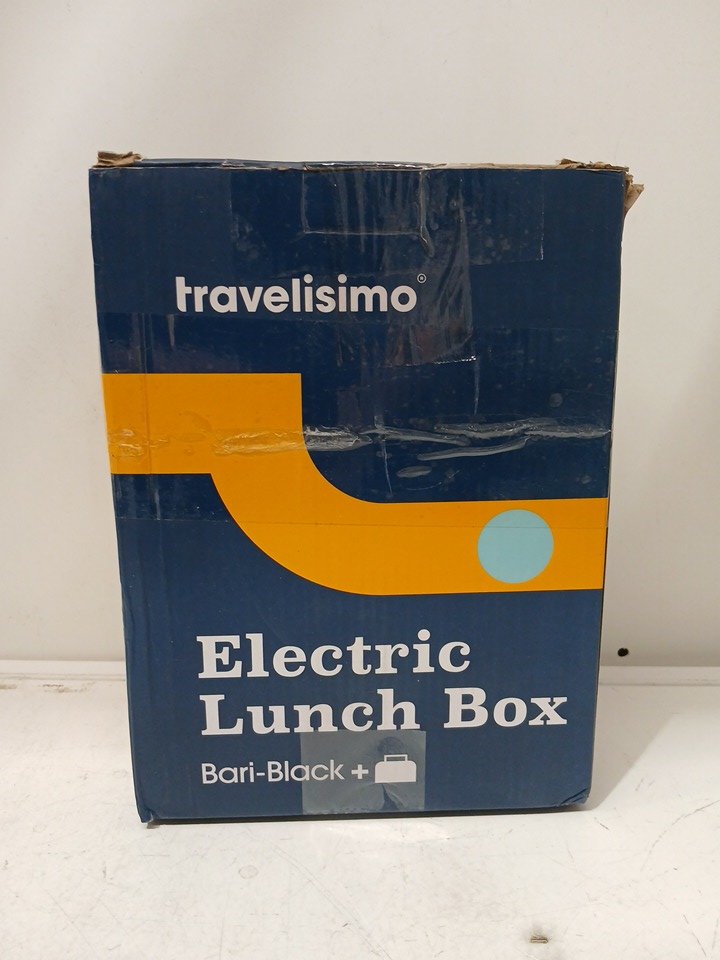 travelisimo®
Electric
Lunch Box
Bari-Black +